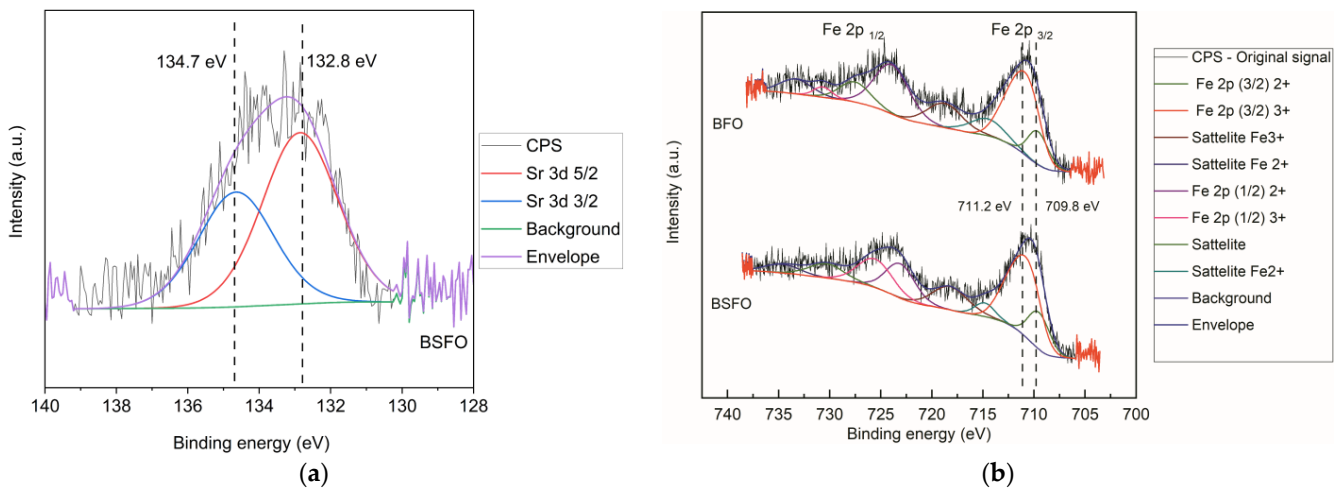 134.7 eV
132.8 eV
CPS
Sr 3d 5/2
Sr 3d 3/2
Background
Envelope
BSFO
Intensity (a.u.)
140 138 136 134 132 130 128
Binding energy (eV)
(a)
Fe 2p 1/2
Fe 2p 3/2
BFO
711.2 eV
709.8 eV
BSFO
Intensity (a.u.)
740 735 730 725 720 715 710 705 700
Binding energy (eV)
CPS - Original signal
Fe 2p (3/2) 2+
Fe 2p (3/2) 3+
Sattelite Fe3+
Sattelite Fe 2+
Fe 2p (1/2) 2+
Fe 2p (1/2) 3+
Sattelite
Sattelite Fe2+
Background
Envelope
(b)